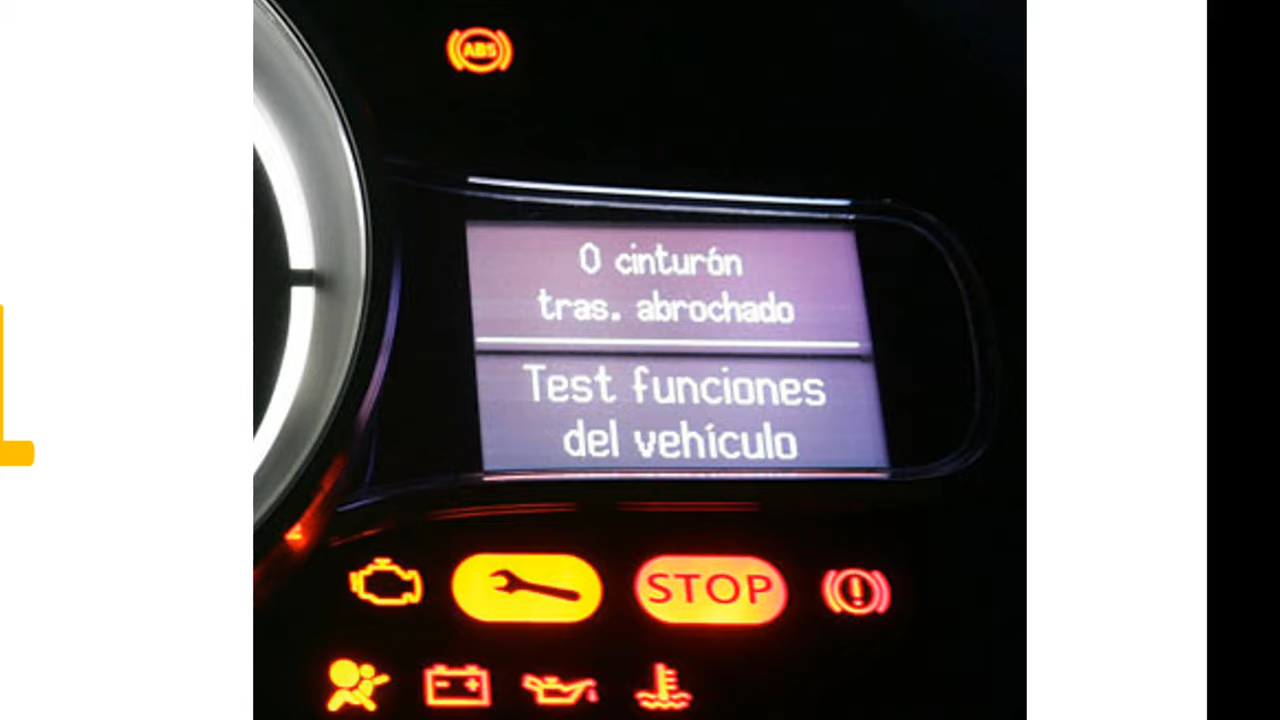 ABS
0 cinturón
tras. abrochado
Test funciones
del vehículo
STOP